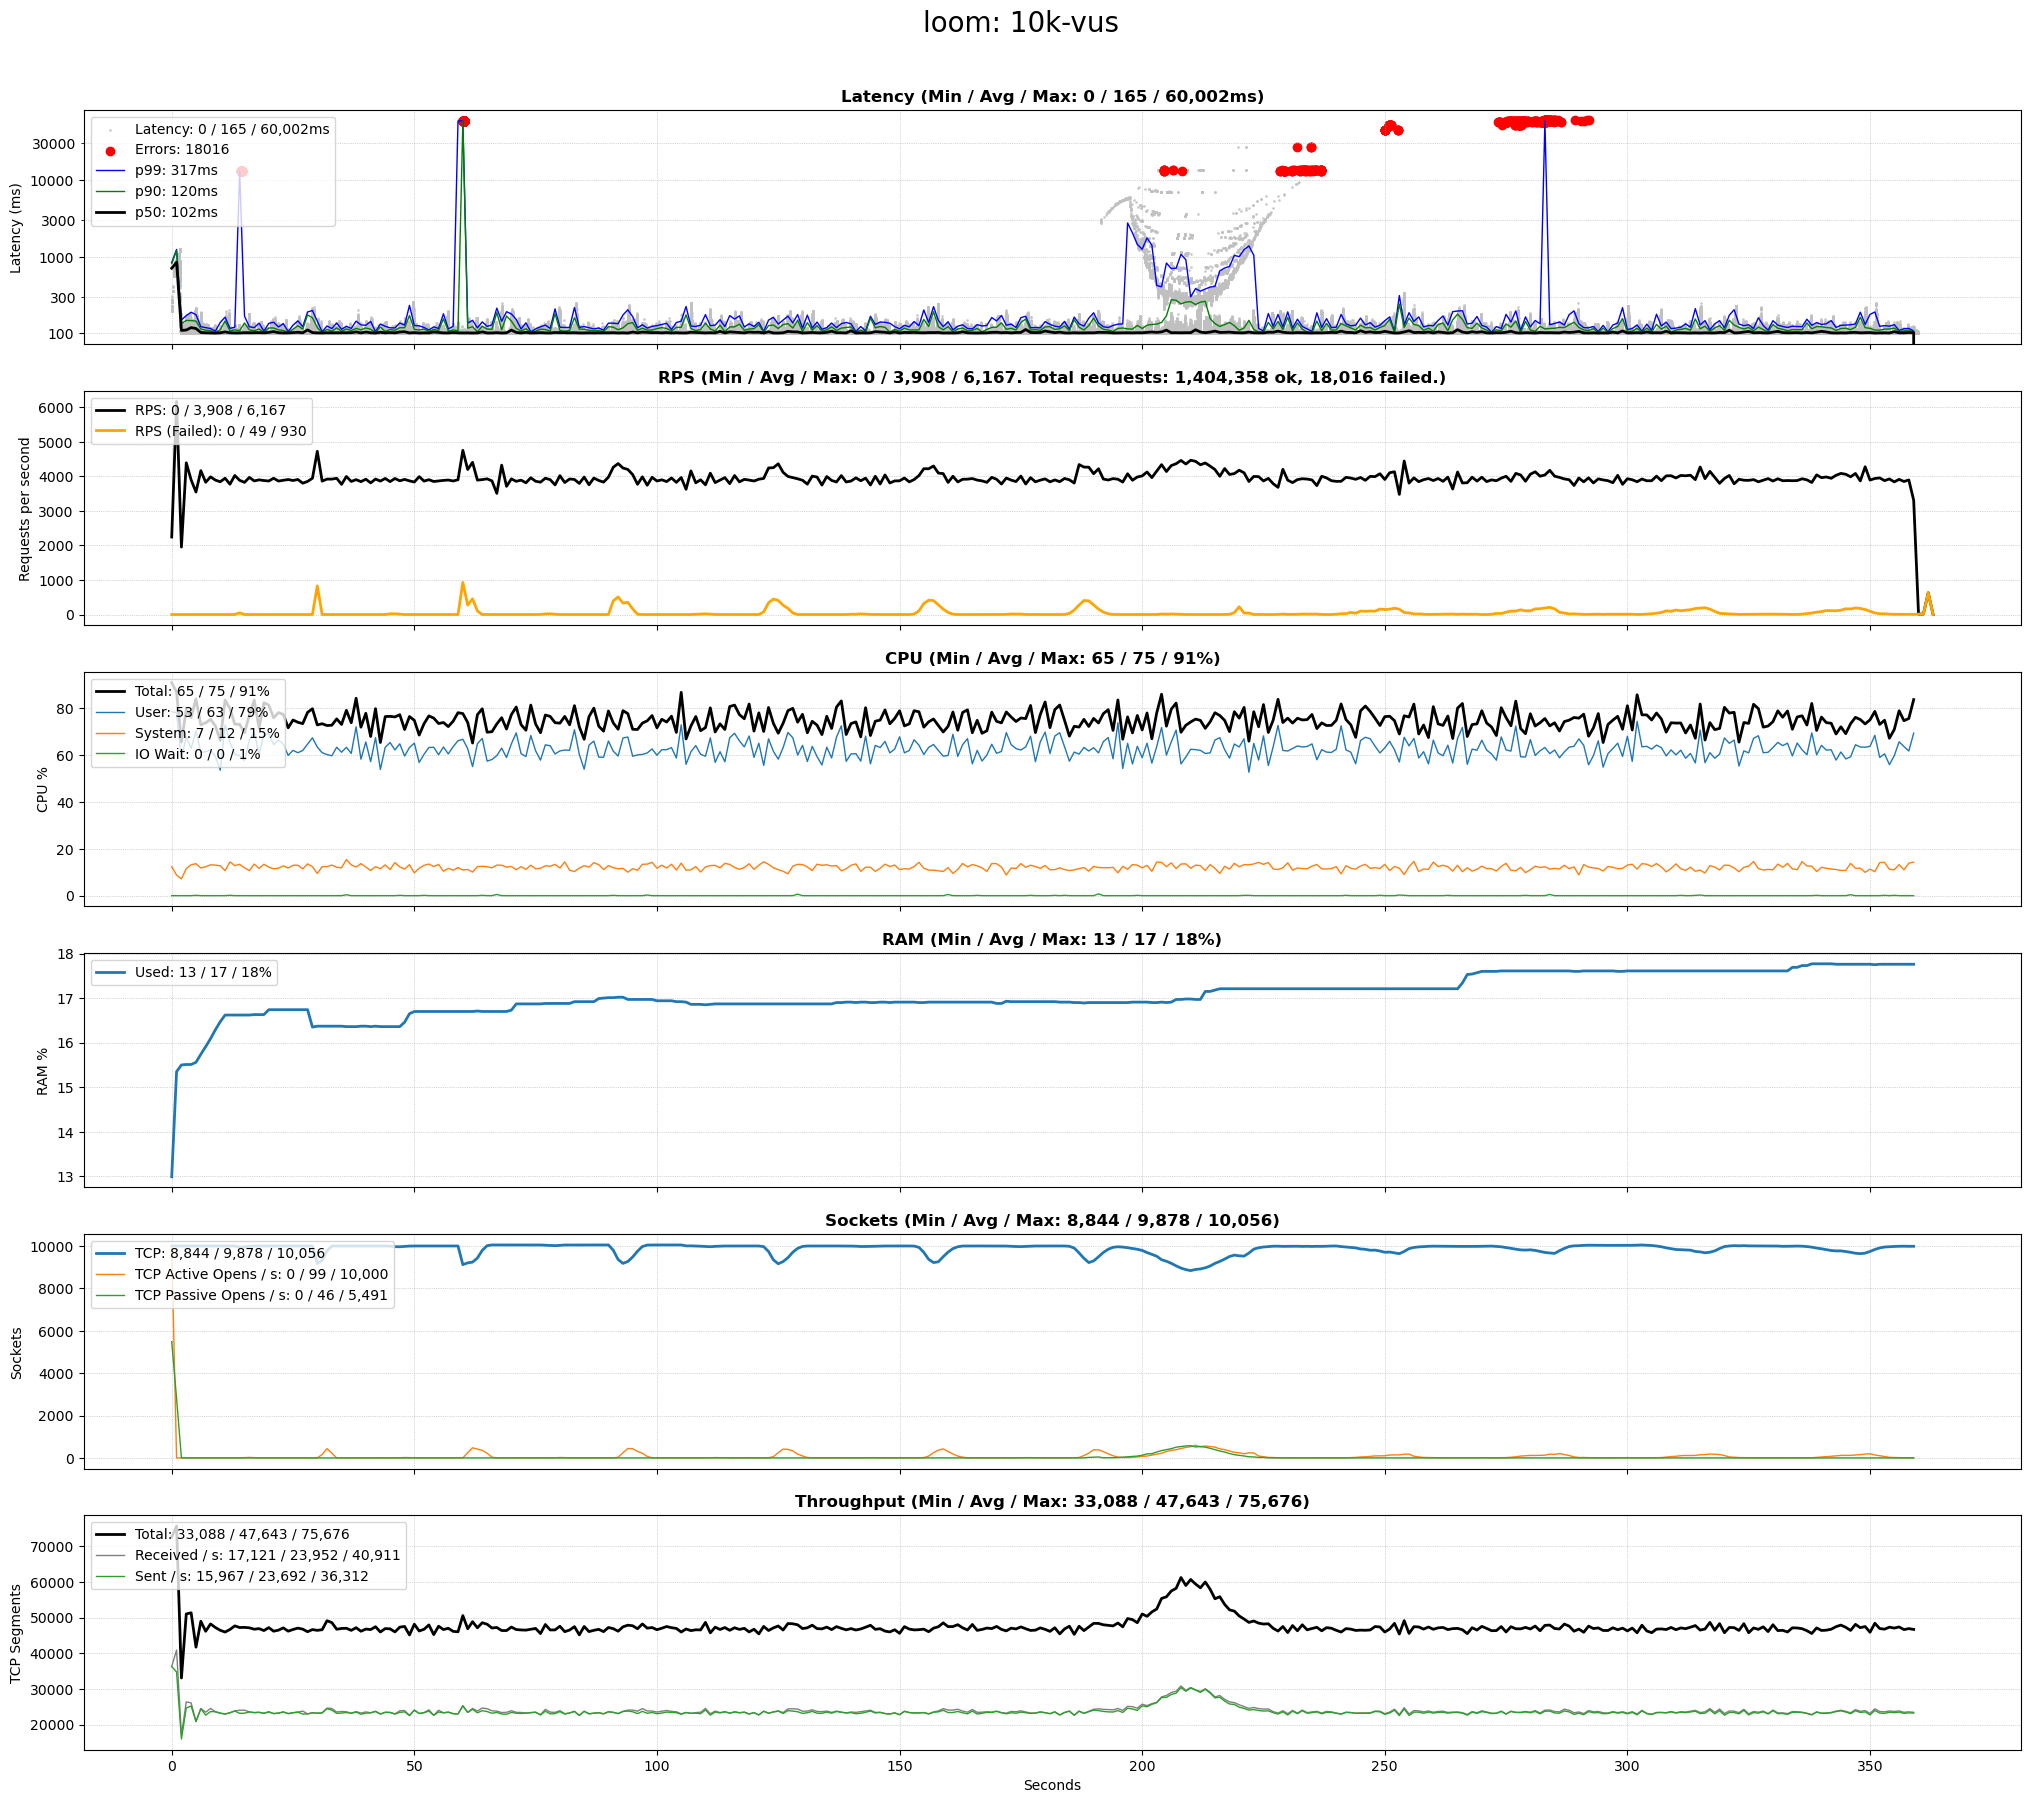 loom: 10k-vus
Latency (Min / Avg / Max: 0 / 165 / 60,002ms)
Latency: 0 / 165 / 60,002ms
Errors: 18016
p99: 317ms
p90: 120ms
p50: 102ms
30000
10000
3000
1000
300
100
Latency (ms)
RPS (Min / Avg / Max: 0 / 3,908 / 6,167. Total requests: 1,404,358 ok, 18,016 failed.)
RPS: 0 / 3,908 / 6,167
RPS (Failed): 0 / 49 / 930
6000
5000
4000
3000
2000
1000
0
Requests per second
CPU (Min / Avg / Max: 65 / 75 / 91%)
Total: 65 / 75 / 91%
User: 53 / 63 / 79%
System: 7 / 12 / 15%
IO Wait: 0 / 0 / 1%
80
60
40
20
0
CPU %
RAM (Min / Avg / Max: 13 / 17 / 18%)
Used: 13 / 17 / 18%
18
17
16
15
14
13
RAM %
Sockets (Min / Avg / Max: 8,844 / 9,878 / 10,056)
TCP: 8,844 / 9,878 / 10,056
TCP Active Opens / s: 0 / 99 / 10,000
TCP Passive Opens / s: 0 / 46 / 5,491
10000
8000
6000
4000
2000
0
Sockets
Throughput (Min / Avg / Max: 33,088 / 47,643 / 75,676)
Total: 33,088 / 47,643 / 75,676
Received / s: 17,121 / 23,952 / 40,911
Sent / s: 15,967 / 23,692 / 36,312
70000
60000
50000
40000
30000
20000
TCP Segments
0 50 100 150 200 250 300 350
Seconds